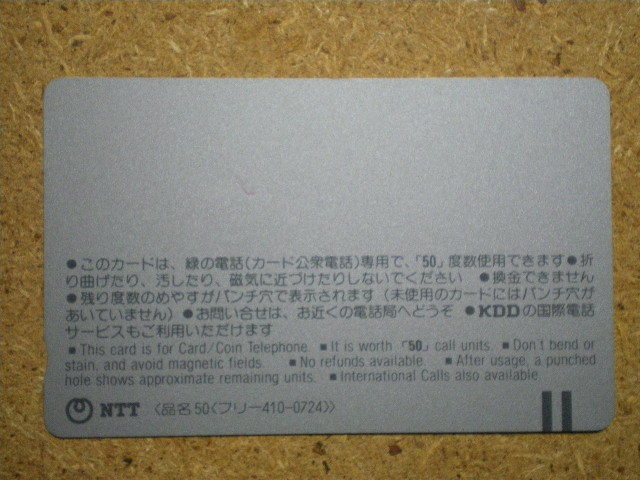 ●このカードは、緑の電話(カード公衆電話)専用で、「50」度数使用できます●折
り曲げたり、汚したり、磁気に近づけたりしないでください ●換金できません
●残り度数のめやすがパンチ穴で表示されます(未使用のカードにはパンチ穴が
あいていません)●お問い合せは、お近くの電話局へどうぞ ●KDDの国際電話
サービスもご利用いただけます
■This card is for Card/Coin Telephone. ■It is worth「50」call units. ■Don't bend or
stain, and avoid magnetic fields. ■No refunds available. ■After usage, a punched
hole shows approximate remaining units. ■International Calls also available.
NTT 〈品名 50〈フリー410-0724〉〉